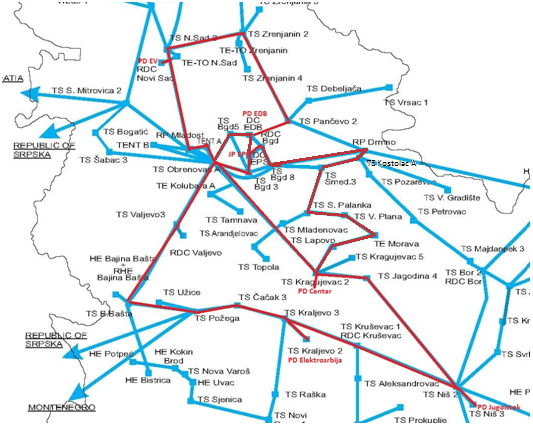 TS Zrenjanin 2
TS N.Sad 3
TE-TO Zrenjanin
PD EV
RDC
Novi Sad
TE-TO N.Sad
TS Zrenjanin 4
TS Debeljača
TS S. Mitrovica 2
TS Vrsac 1
PD EDB
DC
EDB
TS
Bgd5
RDC
Bgd
TS Pančevo 2
TS Bogatić
RP Mladost
TENT A
TENT B
REPUBLIC OF
SRPSKA
TS Šabac 3
TS Obrenovac
JP EPS
DC
EPS
RP Drmno
TS Kostolac A
TS
Bgd 8
TS
Bgd 3
TS
Smed.3
TS Pozarevac
TE Kolubara A
TS V. Gradište
TS Petrovac
TS Tamnava
TS Valjevo3
TS Arandjelovac
TS S. Palanka
TS V. Plana
TS Mladenovac
TS Lapovo
TE Morava
TS Majdanpek 3
RDC Valjevo
HE Bajina Bašta
+
RHE
Bajina Bašta
TS Topola
TS Kragujevac 5
TS Kragujevac 2
PD Centar
TS Jagodina 4
TS Bor 2
RDC Bor
TS Užice
TS Čačak 3
TS B.Bašta
TS Požega
TS Kraljevo 3
TS Kruševac 1
RDC Kruševac
REPUBLIC OF
SRPSKA
HE Potpeć
HE Kokin
Brod
TS Kraljevo 2
PD Elektrosrbija
HE Bistrica
TS Nova Varoš
HE Uvac
TS Sjenica
TS Aleksandrovac
TS Raška
TS Niš 2
MONTENEGRO
TS Novi
TS Prokuplje
PD Jugoistok
TS Niš 3